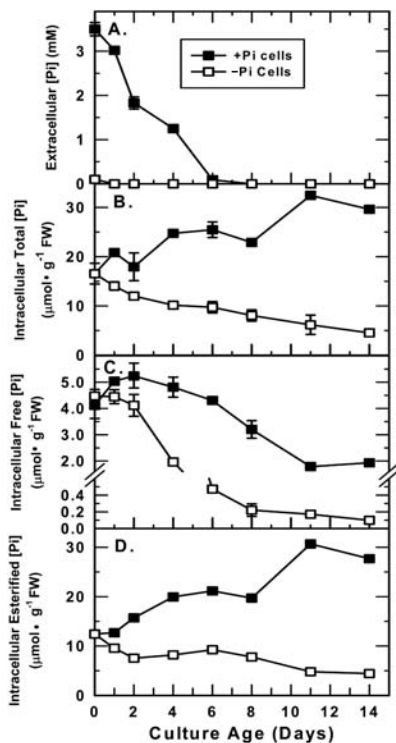 A.
+Pi cells
−Pi Cells
Extracellular [Pi] (mM)
3
2
1
0
B.
Intracellular Total [Pi]
(μmol• g⁻¹ FW)
30
20
10
0
C.
Intracellular Free [Pi]
(μmol• g⁻¹ FW)
5.0
4.0
3.0
2.0
0.4
0.2
0.0
D.
Intracellular Esterified [Pi]
(μmol• g⁻¹ FW)
30
20
10
0
0 2 4 6 8 10 12 14
Culture Age (Days)